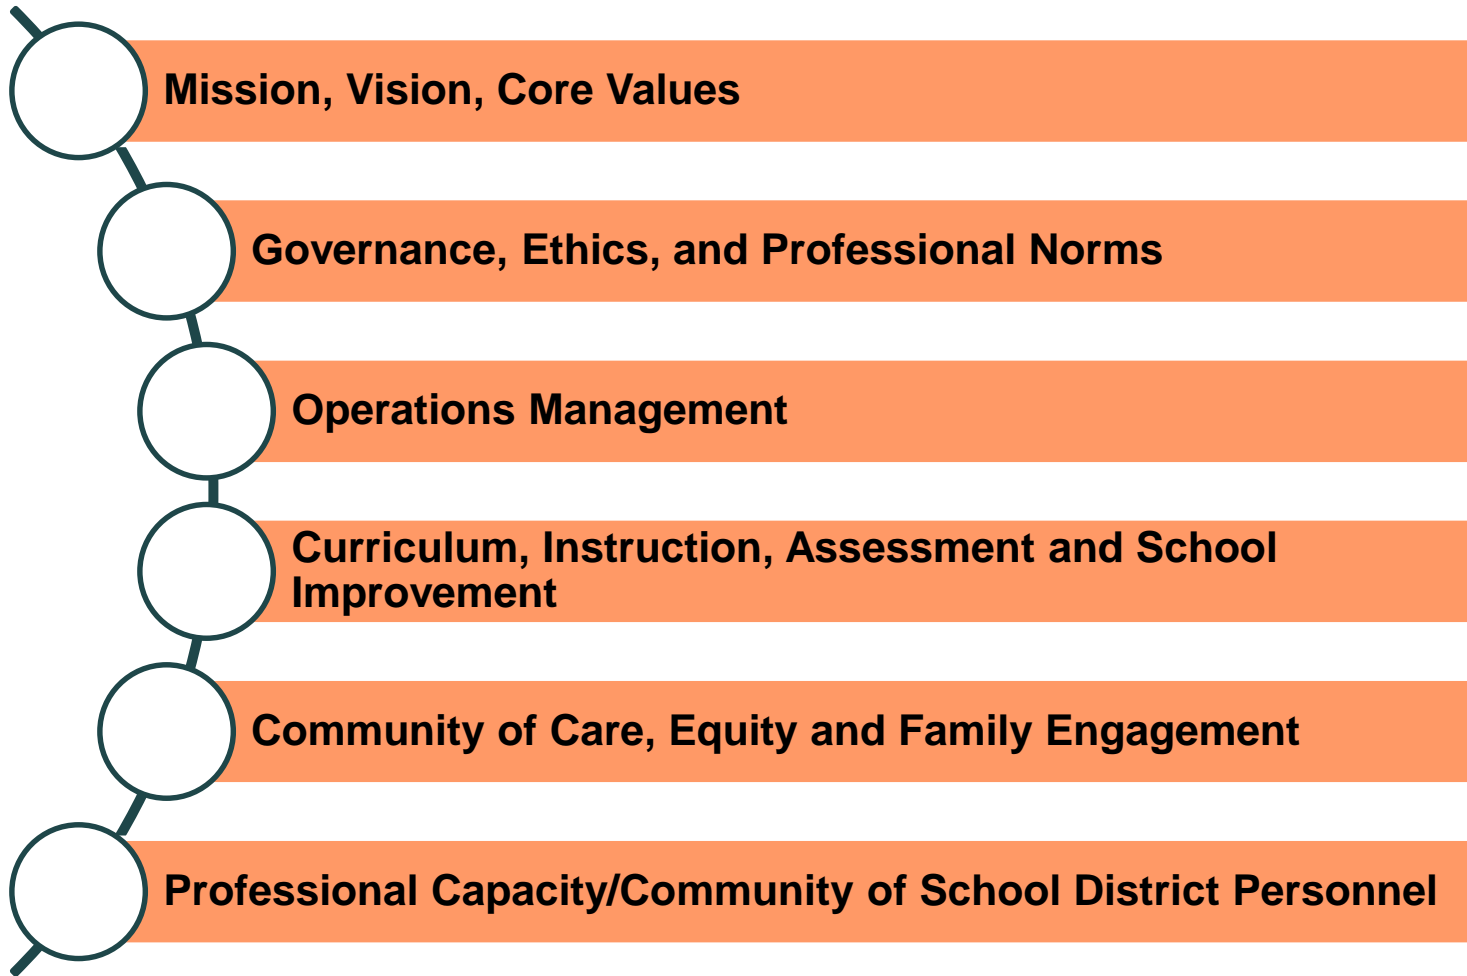 Mission, Vision, Core Values
Governance, Ethics, and Professional Norms
Operations Management
Curriculum, Instruction, Assessment and School
Improvement
Community of Care, Equity and Family Engagement
Professional Capacity/Community of School District Personnel